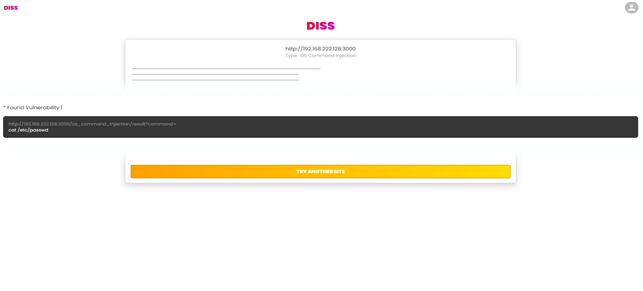 DISS
DISS
http://192.168.222.128:3000
Type : OS Command Injection
* Found Vulnerability 1
http://192.168.222.128:3000/os_command_injection/result?command=
cat /etc/passwd
TRY ANOTHER SITE